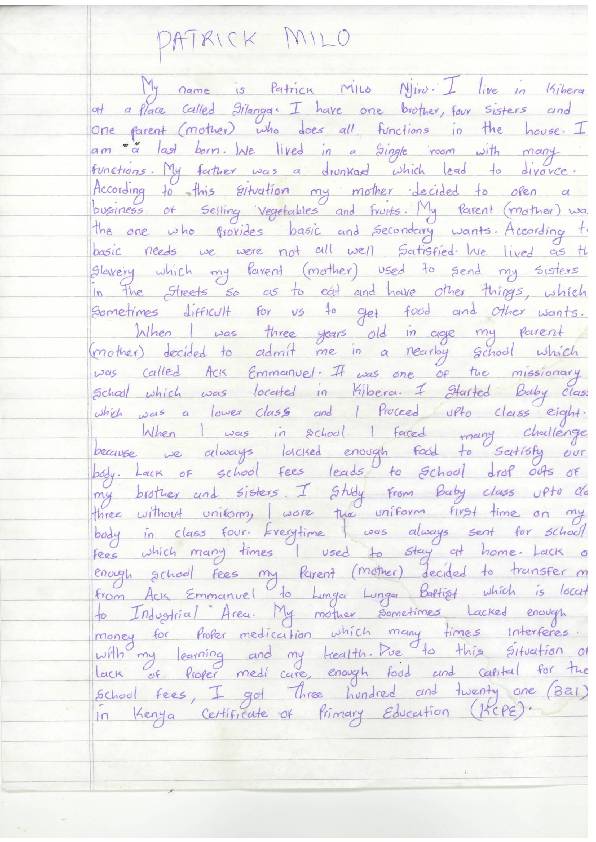 PATRICK MILO
My name is Patrick Milo Njiru. I live in Kibera
at a place called Silanga. I have one brother, four sisters and
one parent (mother) who does all functions in the house. I
am "a last born. We lived in a single room with many
functions. My farther was a drunkard which lead to divorce.
According to this situation my mother decided to open a
business of selling vegetables and fruits. My parent (mother) wa
the one who provides basic and secondary wants. According t
basic needs we were not all well satisfied. We lived as th
slavery which my parent (mother) used to send my sisters
in the streets so as to eat and have other things, which
sometimes difficult for us to get food and other wants.
When I was three years old in age my parent
(mother) decided to admit me in a nearby school which
was called Ack Emmanuel. It was one of the missionary
school which was located in Kibera. I started Baby clas
which was a lower class and I proceed upto class eight.
When I was in school I faced many challenge
because we always lacked enough food to satisfy our
body. Lack of school fees leads to school drop outs of
my brother and sisters. I study from Baby class upto cla
three without uniform, I wore the uniform first time on my
body in class four. Everytime I was always sent for school
fees which many times I used to stay at home. Lack o
enough school fees my parent (mother) decided to transfer m
from Ack Emmanuel to Lunga Lunga Baptist which is locat
to Industrial Area. My mother sometimes lacked enough
money for proper medication which many times interferes
with my learning and my health. Due to this situation o
lack of proper medi care, enough food and capital for the
school fees, I got three hundred and twenty one (321)
in Kenya Certificate of Primary Education (KCPE).